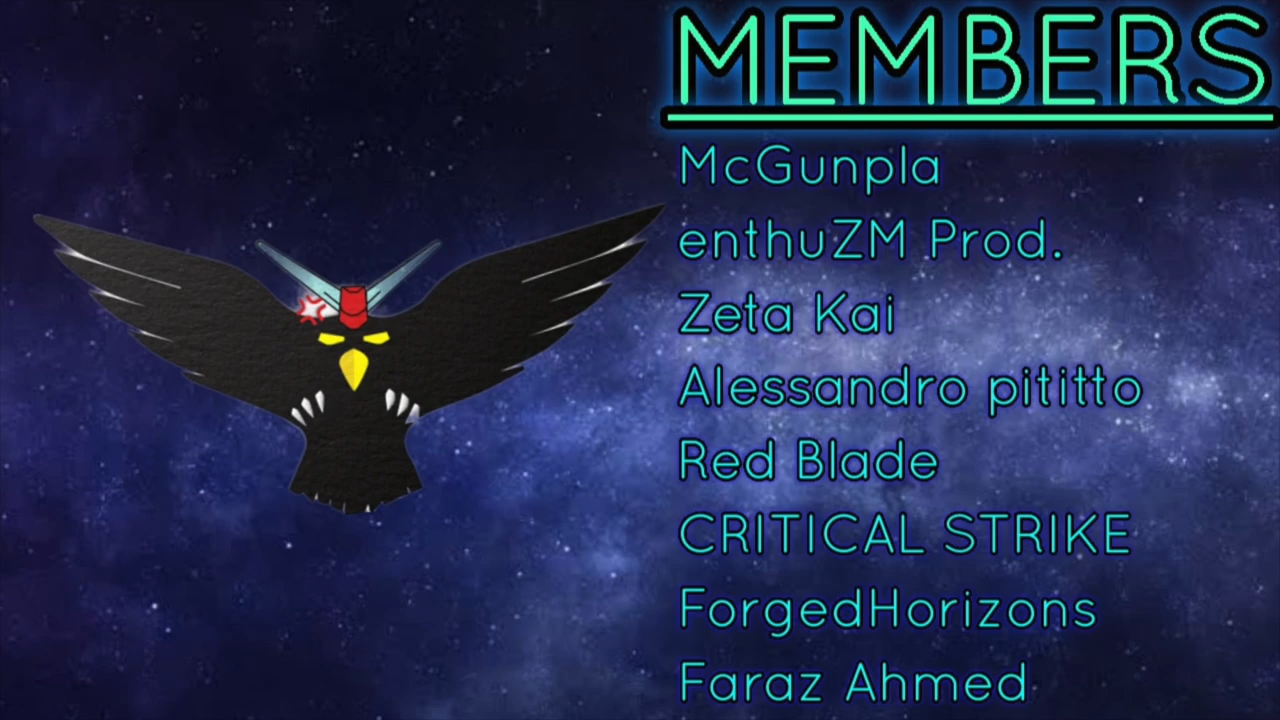 MEMBERS
McGunpla
enthuZM Prod.
Zeta Kai
Alessandro pititto
Red Blade
CRITICAL STRIKE
ForgedHorizons
Faraz Ahmed